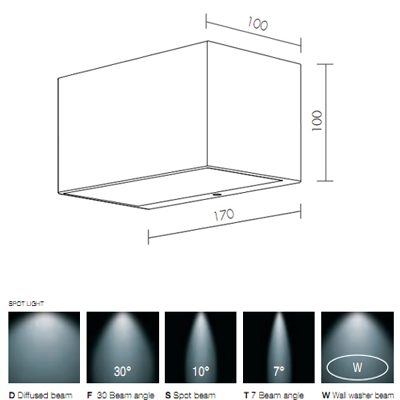 100
100
170
SPOT LIGHT
30° 10° 7° W
D Diffused beam F 30 Beam angle S Spot beam T 7 Beam angle W Wall washer beam